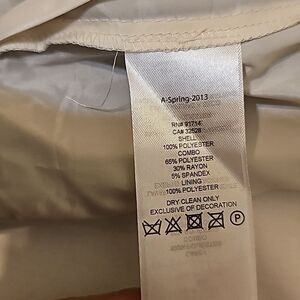 A-Spring-2013
RN# 91714
CA# 32528
SHELL
100% POLYESTER
COMBO
65% POLYESTER
30% RAYON
5% SPANDEX
LINING
100% POLYESTER
DRY CLEAN ONLY
EXCLUSIVE OF DECORATION
P